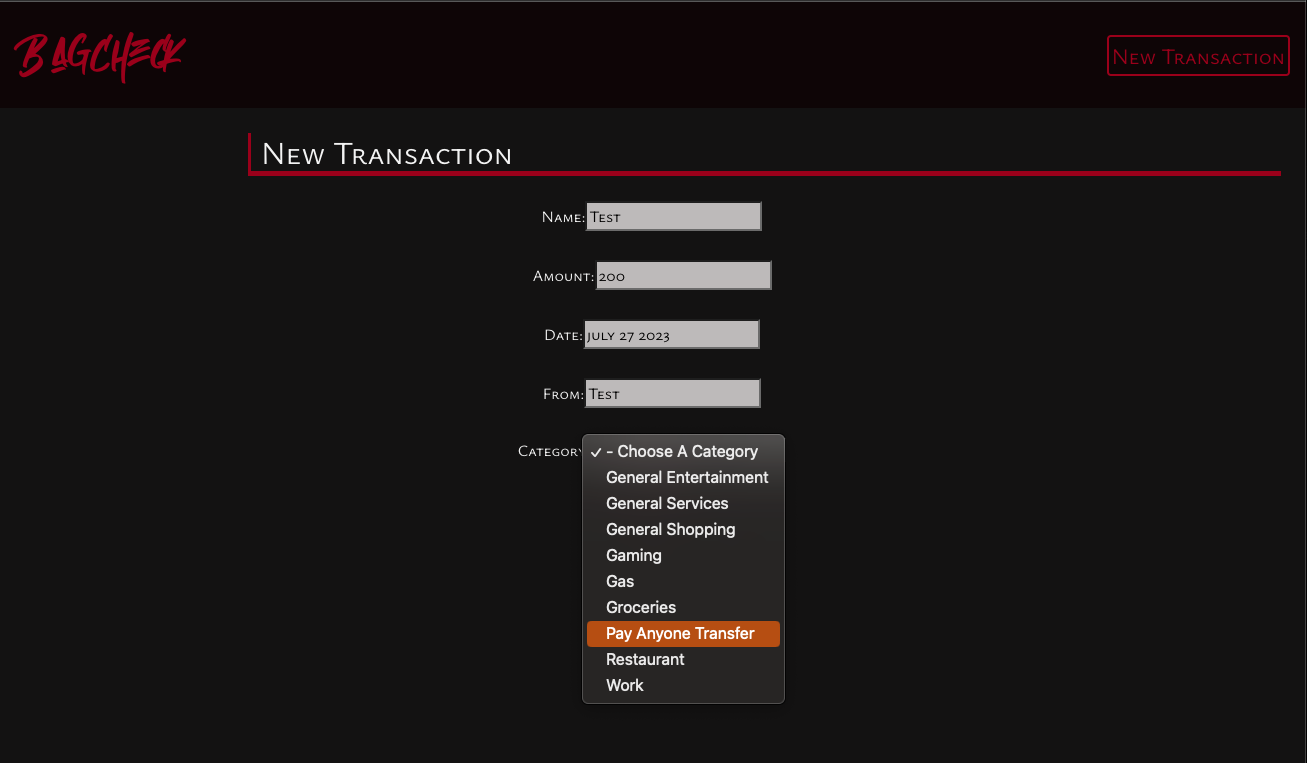 BAGCHECK
New Transaction
New Transaction
Name: Test
Amount: 200
Date: july 27 2023
From: Test
Category
✓ - Choose A Category
General Entertainment
General Services
General Shopping
Gaming
Gas
Groceries
Pay Anyone Transfer
Restaurant
Work